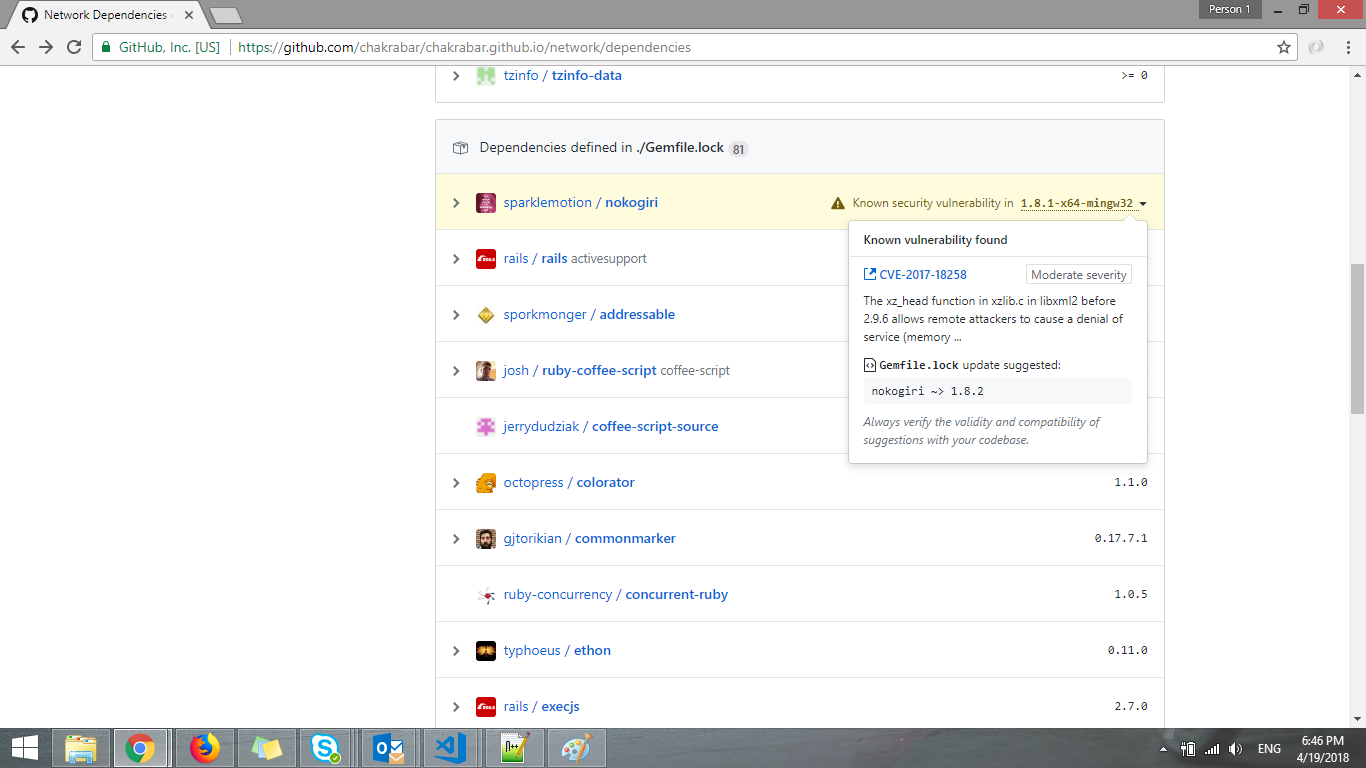 Network Dependencies
Person 1
GitHub, Inc. [US]
https://github.com/chakrabar/chakrabar.github.io/network/dependencies
tzinfo / tzinfo-data
>= 0
Dependencies defined in ./Gemfile.lock 81
sparklemotion / nokogiri
Known security vulnerability in 1.8.1-x64-mingw32
Known vulnerability found
CVE-2017-18258
Moderate severity
The xz_head function in xzlib.c in libxml2 before
2.9.6 allows remote attackers to cause a denial of
service (memory ...
Gemfile.lock update suggested:
nokogiri ~> 1.8.2
Always verify the validity and compatibility of
suggestions with your codebase.
rails / rails activesupport
sporkmonger / addressable
josh / ruby-coffee-script coffee-script
jerrydudziak / coffee-script-source
octopress / colorator
1.1.0
gjtorikian / commonmarker
0.17.7.1
ruby-concurrency / concurrent-ruby
1.0.5
typhoeus / ethon
0.11.0
rails / execjs
2.7.0
ENG
6:46 PM
4/19/2018